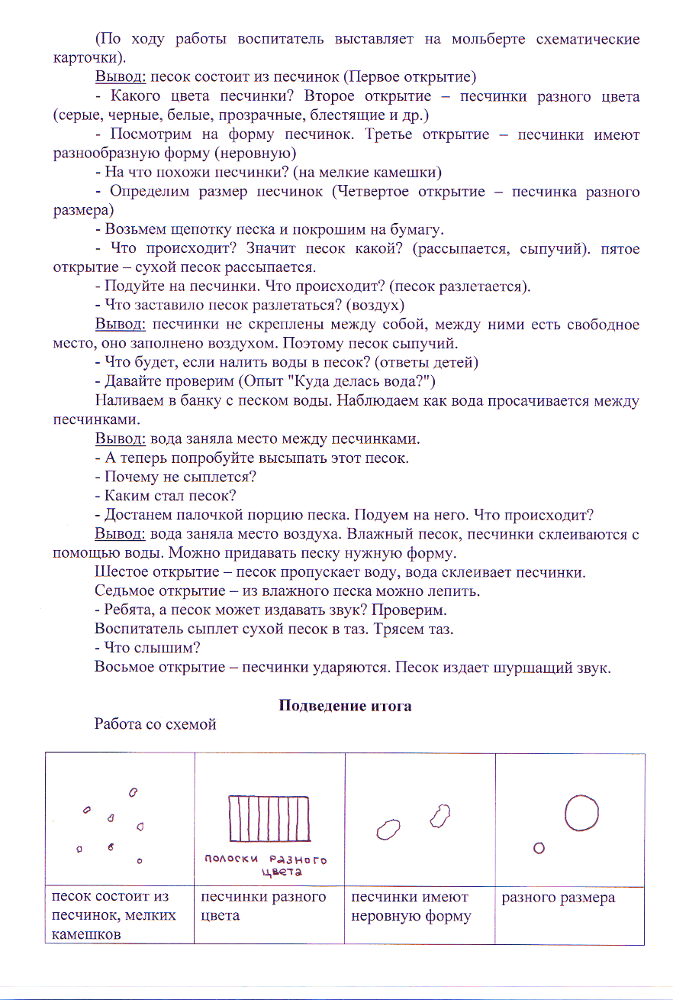 (По ходу работы воспитатель выставляет на мольберте схематические
карточки).
Вывод: песок состоит из песчинок (Первое открытие)
- Какого цвета песчинки? Второе открытие – песчинки разного цвета
(серые, черные, белые, прозрачные, блестящие и др.)
- Посмотрим на форму песчинок. Третье открытие – песчинки имеют
разнообразную форму (неровную)
- На что похожи песчинки? (на мелкие камешки)
- Определим размер песчинок (Четвертое открытие – песчинка разного
размера)
- Возьмем щепотку песка и покрошим на бумагу.
- Что происходит? Значит песок какой? (рассыпается, сыпучий). пятое
открытие – сухой песок рассыпается.
- Подуйте на песчинки. Что происходит? (песок разлетается).
- Что заставило песок разлетаться? (воздух)
Вывод: песчинки не скреплены между собой, между ними есть свободное
место, оно заполнено воздухом. Поэтому песок сыпучий.
- Что будет, если налить воды в песок? (ответы детей)
- Давайте проверим (Опыт "Куда делась вода?")
Наливаем в банку с песком воды. Наблюдаем как вода просачивается между
песчинками.
Вывод: вода заняла место между песчинками.
- А теперь попробуйте высыпать этот песок.
- Почему не сыплется?
- Каким стал песок?
- Достанем палочкой порцию песка. Подуем на него. Что происходит?
Вывод: вода заняла место воздуха. Влажный песок, песчинки склеиваются с
помощью воды. Можно придавать песку нужную форму.
Шестое открытие – песок пропускает воду, вода склеивает песчинки.
Седьмое открытие – из влажного песка можно лепить.
- Ребята, а песок может издавать звук? Проверим.
Воспитатель сыплет сухой песок в таз. Трясем таз.
- Что слышим?
Восьмое открытие – песчинки ударяются. Песок издает шуршащий звук.
Подведение итога
Работа со схемой
ПОЛОСКИ РАЗНОГО
ЦВЕТА
песок состоит из
песчинок, мелких
камешков
песчинки разного
цвета
песчинки имеют
неровную форму
разного размера